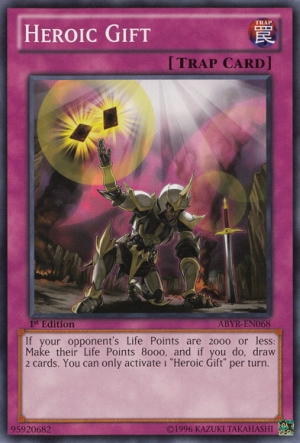 HEROIC GIFT
TRAP
罠
[TRAP CARD]
1st Edition
ABYR-EN068
If your opponent's Life Points are 2000 or less:
Make their Life Points 8000, and if you do, draw
2 cards. You can only activate 1 "Heroic Gift" per turn.
95920682
©1996 KAZUKI TAKAHASHI